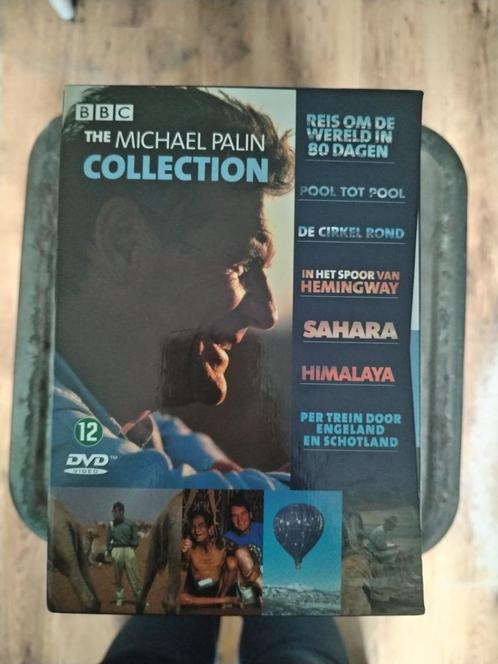 BBC
THE MICHAEL PALIN
COLLECTION
REIS OM DE
WERELD IN
80 DAGEN
POOL TOT POOL
DE CIRKEL ROND
IN HET SPOOR VAN
HEMINGWAY
SAHARA
HIMALAYA
PER TREIN DOOR
ENGELAND
EN SCHOTLAND
12
DVD™
VIDEO